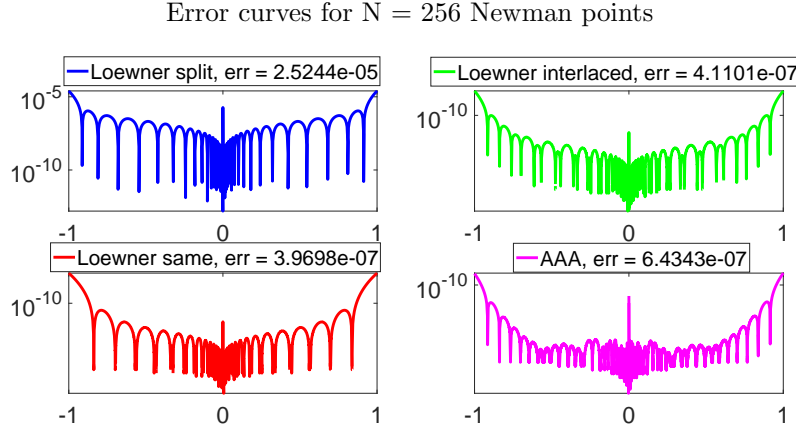 Error curves for N = 256 Newman points
Loewner split, err = 2.5244e-05
10^-5
10^-10
-1 0 1
Loewner interlaced, err = 4.1101e-07
10^-10
-1 0 1
Loewner same, err = 3.9698e-07
10^-10
-1 0 1
AAA, err = 6.4343e-07
10^-10
-1 0 1